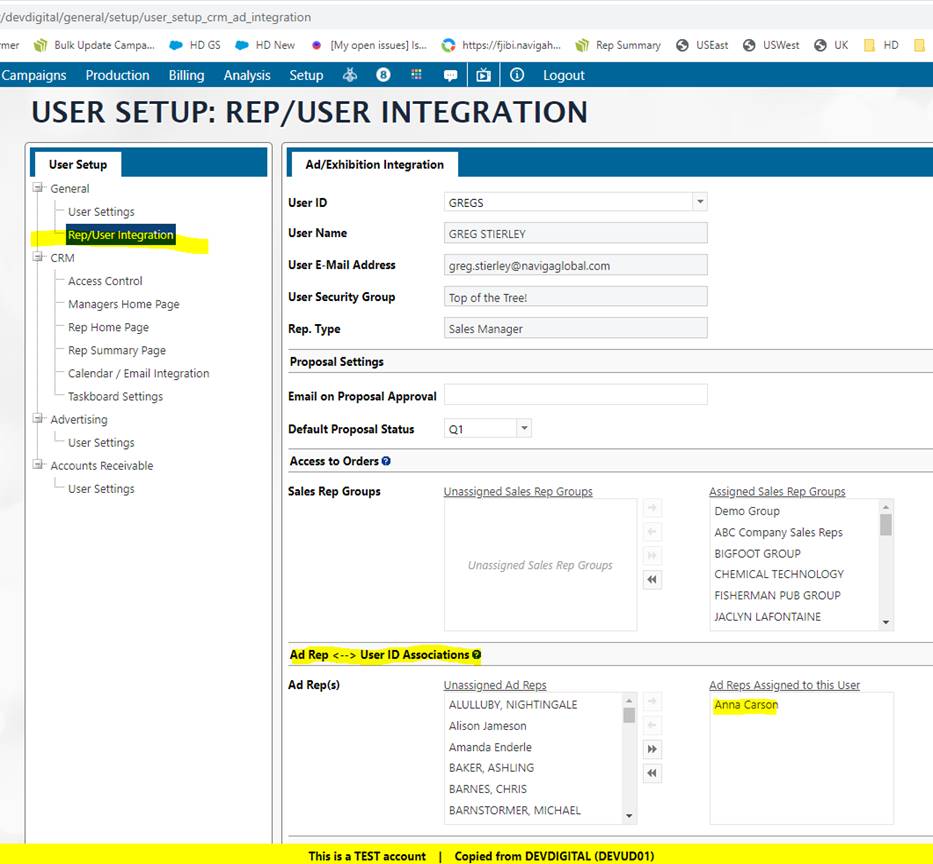 /devdigital/general/setup/user_setup_crm_ad_integration
rmer Bulk Update Campa... HD GS HD New [My open issues] Is... https://fjibi.navigah... Rep Summary USEast USWest UK HD
Campaigns Production Billing Analysis Setup 8 Logout
USER SETUP: REP/USER INTEGRATION
User Setup
General
User Settings
Rep/User Integration
CRM
Access Control
Managers Home Page
Rep Home Page
Rep Summary Page
Calendar / Email Integration
Taskboard Settings
Advertising
User Settings
Accounts Receivable
User Settings
Ad/Exhibition Integration
User ID GREGS
User Name GREG STIERLEY
User E-Mail Address greg.stierley@navigaglobal.com
User Security Group Top of the Tree!
Rep. Type Sales Manager
Proposal Settings
Email on Proposal Approval
Default Proposal Status Q1
Access to Orders ?
Sales Rep Groups Unassigned Sales Rep Groups Assigned Sales Rep Groups
Unassigned Sales Rep Groups
Demo Group
ABC Company Sales Reps
BIGFOOT GROUP
CHEMICAL TECHNOLOGY
FISHERMAN PUB GROUP
JACLYN LAFONTAINE
Ad Rep <--> User ID Associations ?
Ad Rep(s) Unassigned Ad Reps Ad Reps Assigned to this User
ALULLUBY, NIGHTINGALE
Alison Jameson
Amanda Enderle
BAKER, ASHLING
BARNES, CHRIS
BARNSTORMER, MICHAEL
Anna Carson
This is a TEST account | Copied from DEVDIGITAL (DEVUD01)